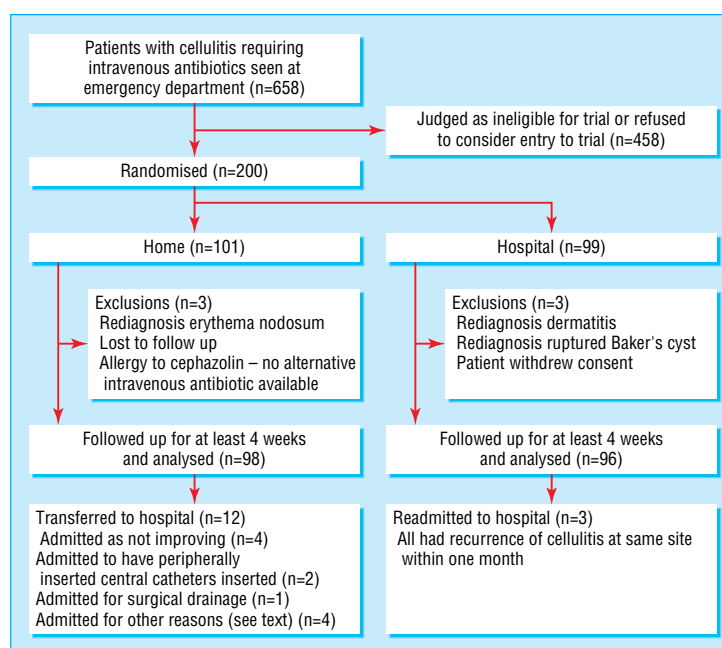 Patients with cellulitis requiring
intravenous antibiotics seen at
emergency department (n=658)
Judged as ineligible for trial or refused
to consider entry to trial (n=458)
Randomised (n=200)
Home (n=101)
Hospital (n=99)
Exclusions (n=3)
Rediagnosis erythema nodosum
Lost to follow up
Allergy to cephazolin – no alternative
intravenous antibiotic available
Exclusions (n=3)
Rediagnosis dermatitis
Rediagnosis ruptured Baker's cyst
Patient withdrew consent
Followed up for at least 4 weeks
and analysed (n=98)
Followed up for at least 4 weeks
and analysed (n=96)
Transferred to hospital (n=12)
Admitted as not improving (n=4)
Admitted to have peripherally
inserted central catheters inserted (n=2)
Admitted for surgical drainage (n=1)
Admitted for other reasons (see text) (n=4)
Readmitted to hospital (n=3)
All had recurrence of cellulitis at same site
within one month